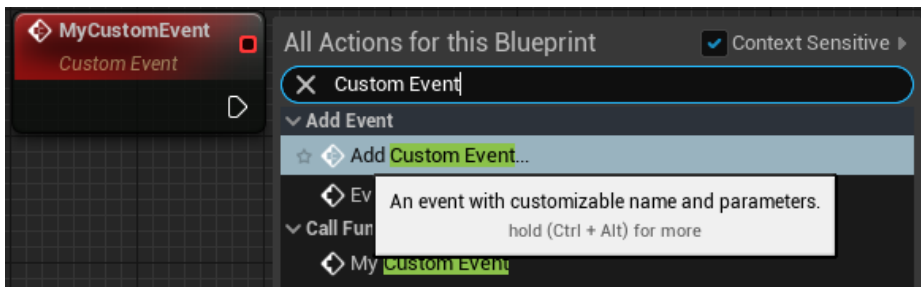 MyCustomEvent
Custom Event
All Actions for this Blueprint
Context Sensitive
Custom Event
Add Event
Add Custom Event...
Ev
An event with customizable name and parameters.
hold (Ctrl + Alt) for more
Call Fun
My Custom Event